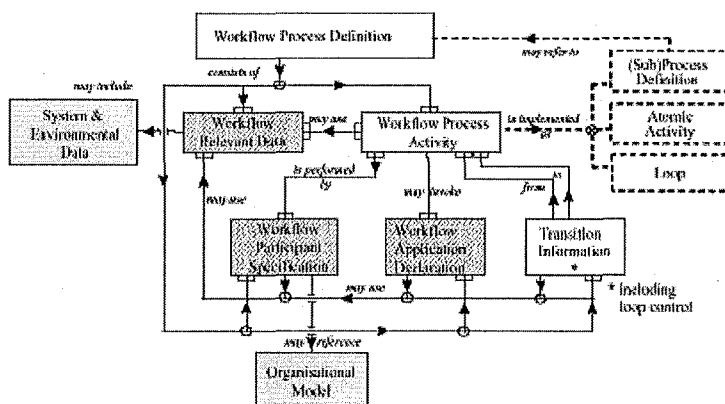 Workflow Process Definition
may refer to
consists of
may include
(Sub)Process
Definition
System &
Environmental
Data
Workflow
Relevant Data
may use
Workflow Process
Activity
is implemented
as
Atomic
Activity
Loop
is performed
by
may invoke
from
to
may use
Workflow
Participant
Specification
Workflow
Application
Declaration
Transition
Information
*
may use
* Including
loop control
may reference
Organisational
Model